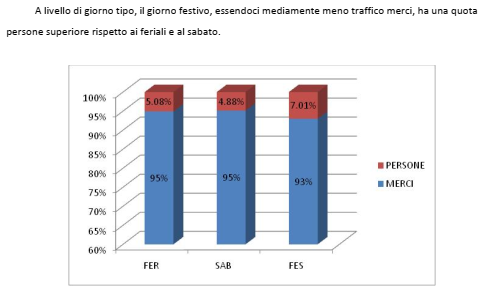 A livello di giorno tipo, il giorno festivo, essendoci mediamente meno traffico merci, ha una quota
persone superiore rispetto ai feriali e al sabato.
100%
95%
90%
85%
80%
75%
70%
65%
60%
5.08% 4.88% 7.01%
95% 95% 93%
FER SAB FES
PERSONE
MERCI